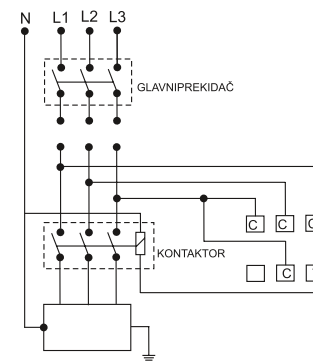 N L1 L2 L3
GLAVNIPREKIDAČ
C C C
KONTAKTOR
C